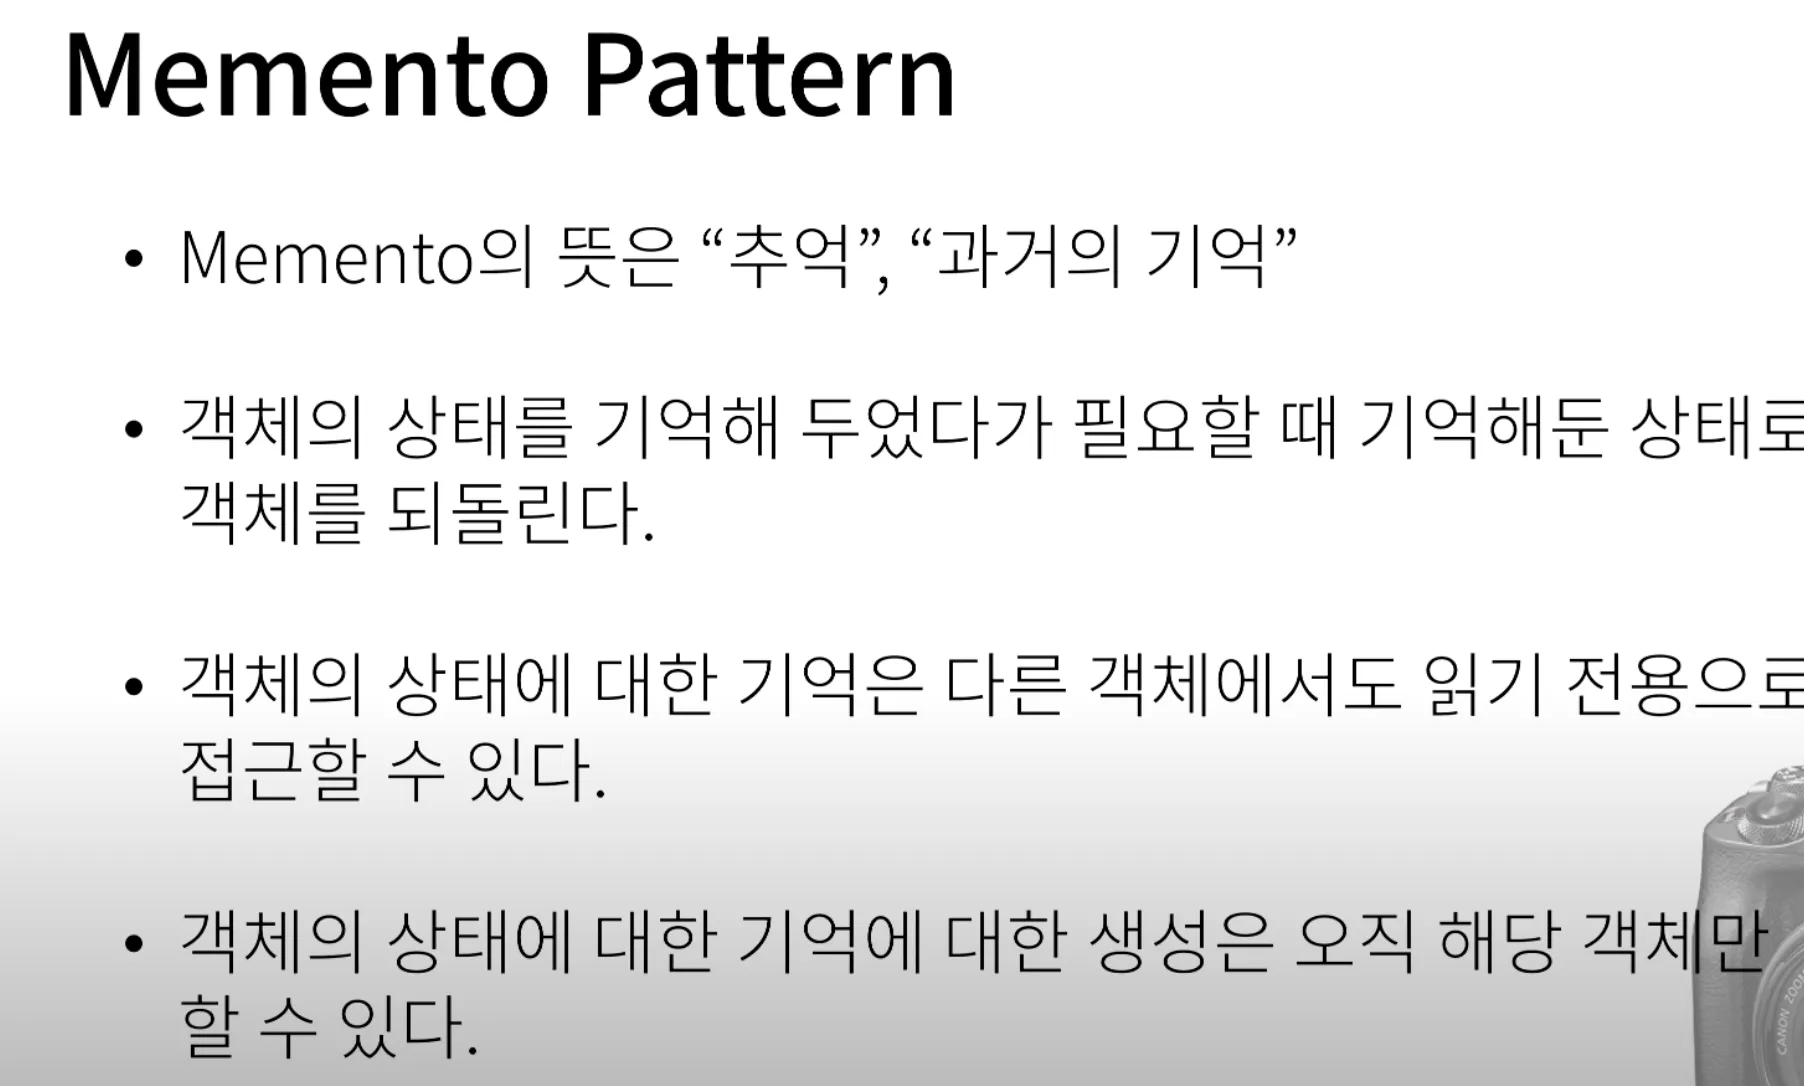 Memento Pattern
• Memento의 뜻은 “추억”, “과거의 기억”
• 객체의 상태를 기억해 두었다가 필요할 때 기억해둔 상태로
객체를 되돌린다.
• 객체의 상태에 대한 기억은 다른 객체에서도 읽기 전용으로
접근할 수 있다.
• 객체의 상태에 대한 기억에 대한 생성은 오직 해당 객체만
할 수 있다.
CANON ZOOM